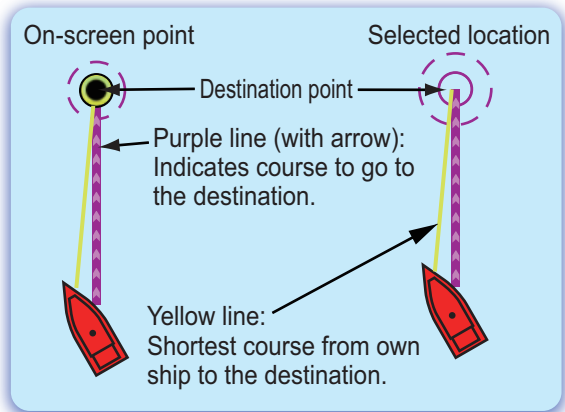 On-screen point
Selected location
Destination point
Purple line (with arrow):
Indicates course to go to
the destination.
Yellow line:
Shortest course from own
ship to the destination.